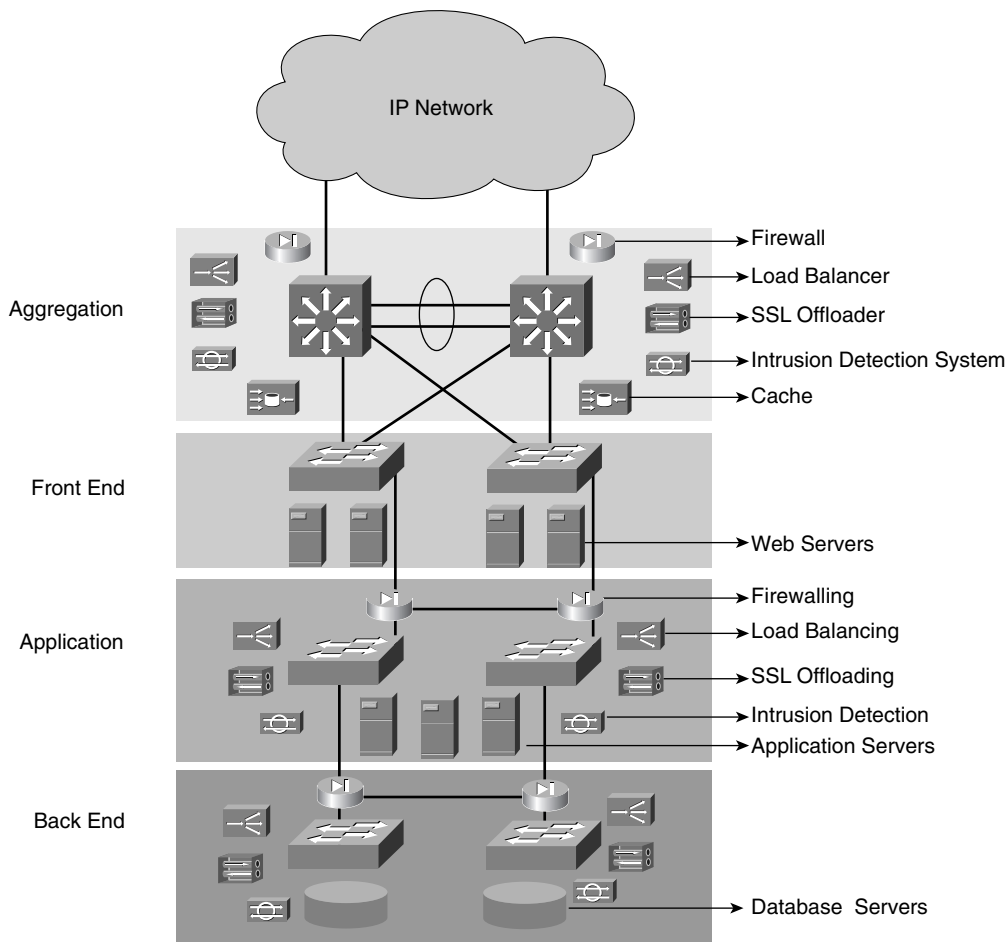 IP Network
Firewall
Load Balancer
Aggregation
SSL Offloader
Intrusion Detection System
Cache
Front End
Web Servers
Firewalling
Application
Load Balancing
SSL Offloading
Intrusion Detection
Application Servers
Back End
Database Servers